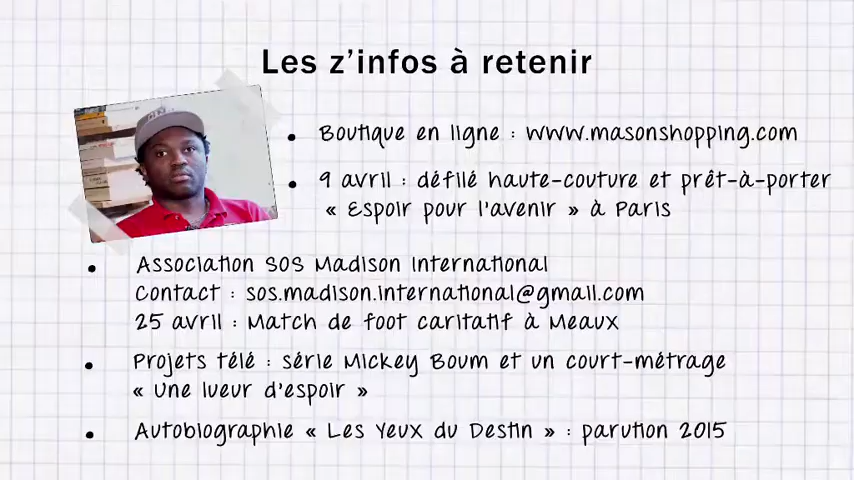 Les z'infos à retenir
• Boutique en ligne : www.masonshopping.com
• 9 avril : défilé haute-couture et prêt-à-porter
« Espoir pour l'avenir » à Paris
• Association SOS Madison International
Contact : sos.madison.international@gmail.com
25 avril : Match de foot caritatif à Meaux
• Projets télé : série Mickey Boum et un court-métrage
« Une lueur d'espoir »
• Autobiographie « Les Yeux du Destin » : parution 2015